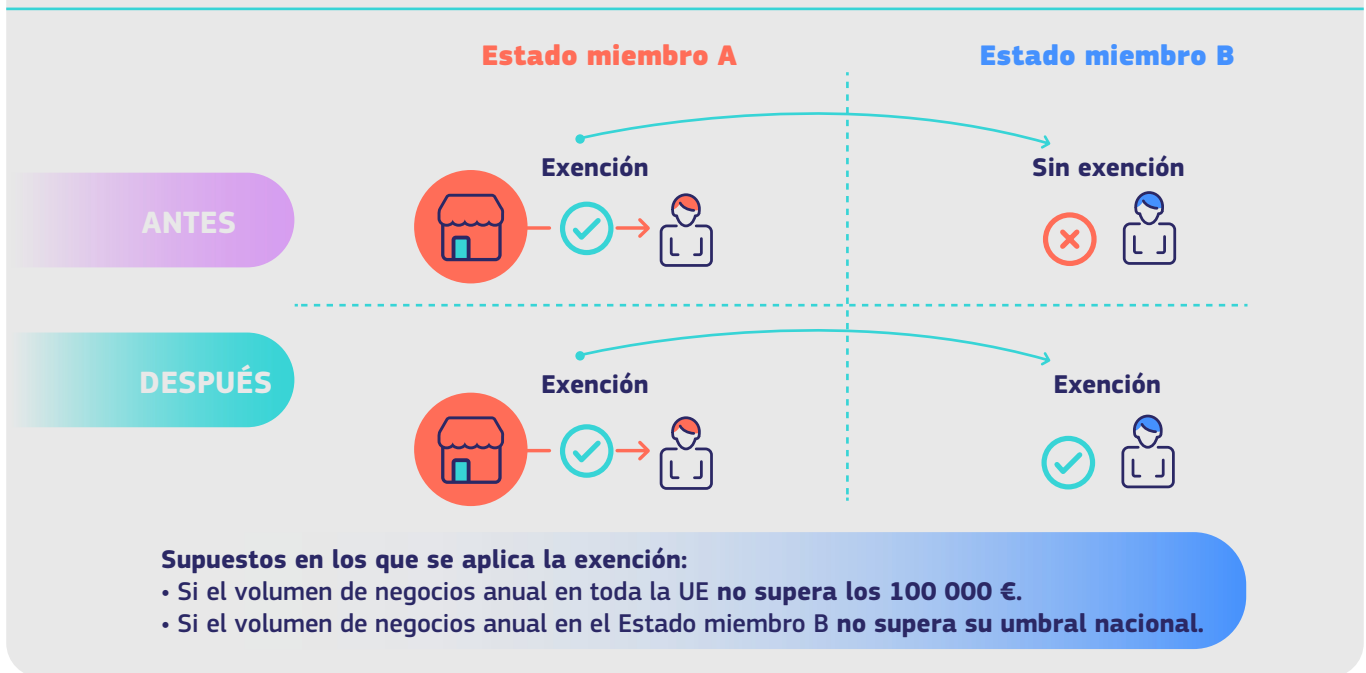 Estado miembro A
Estado miembro B
ANTES
Exención
Sin exención
DESPUÉS
Exención
Exención
Supuestos en los que se aplica la exención:
• Si el volumen de negocios anual en toda la UE no supera los 100 000 €.
• Si el volumen de negocios anual en el Estado miembro B no supera su umbral nacional.